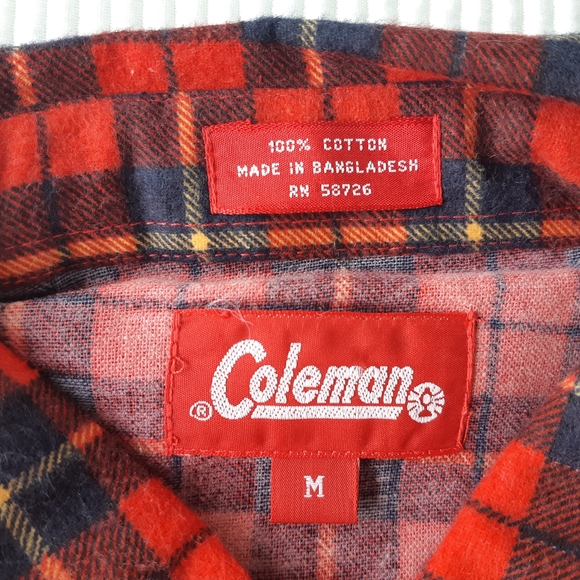 100% COTTON
MADE IN BANGLADESH
RN 58726
® Coleman
M